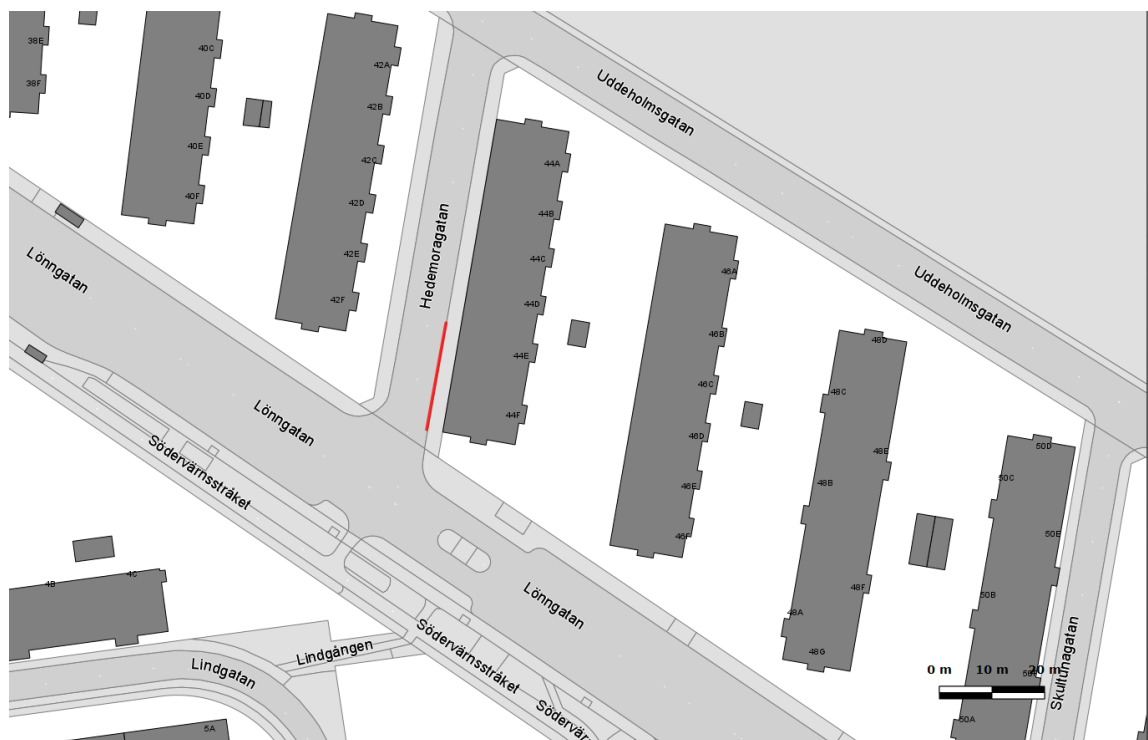 38E
38F
40C
40D
40E
40F
42A
42B
42C
42D
42E
42F
Hedemoragatan
44A
44B
44C
44D
44E
44F
Uddeholmsgatan
Uddeholmsgatan
46A
46B
46C
46D
46E
46F
48D
48C
48E
48B
48F
48A
48G
50D
50C
50E
50B
50A
Lönngatan
Lönngatan
Lönngatan
Södervärnsstråket
Södervärnsstråket
4B
4C
Lindgången
Lindgatan
5A
Skultunagatan
0 m 10 m 20 m